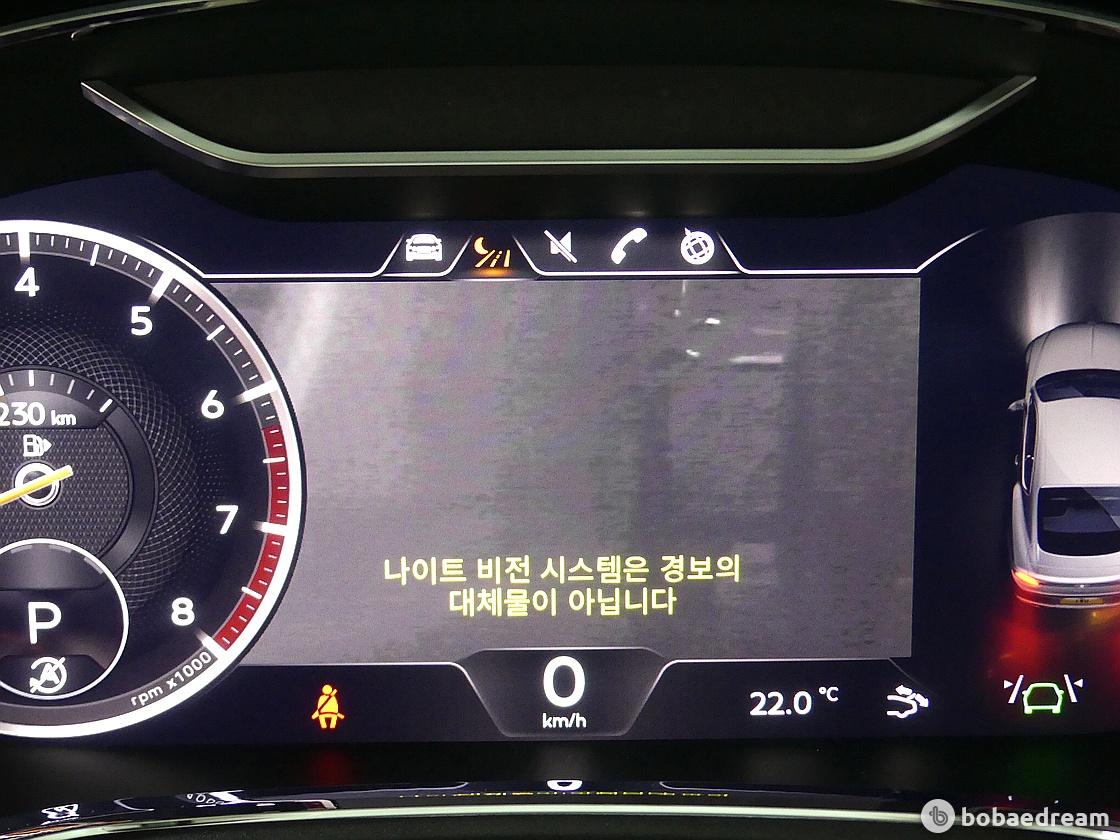 4
5
6
7
8
230 km
P
rpm x1000
나이트 비전 시스템은 경보의
대체물이 아닙니다
0
km/h
22.0 °C
bobaedream